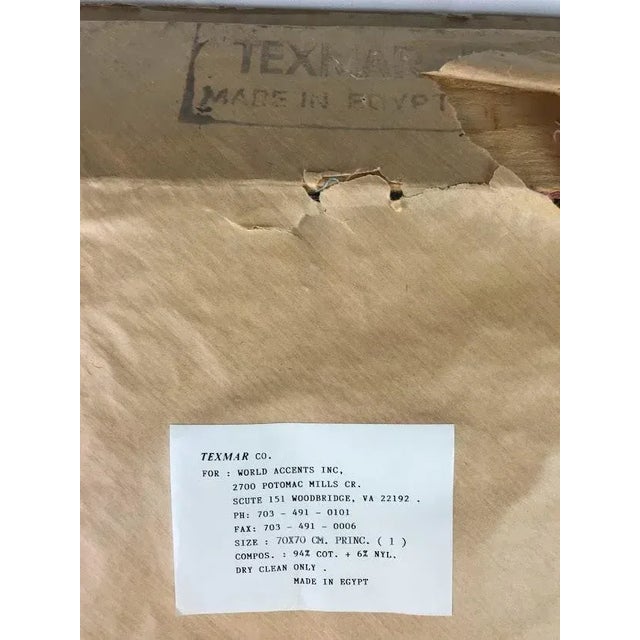 TEXMAR
MADE IN EGYPT
TEXMAR CO.
FOR : WORLD ACCENTS INC,
2700 POTOMAC MILLS CR.
SCUTE 151 WOODBRIDGE, VA 22192 .
PH: 703 - 491 - 0101
FAX: 703 - 491 - 0006
SIZE : 70X70 CM. PRINC. ( 1 )
COMPOS. : 94% COT. + 6% NYL.
DRY CLEAN ONLY .
MADE IN EGYPT